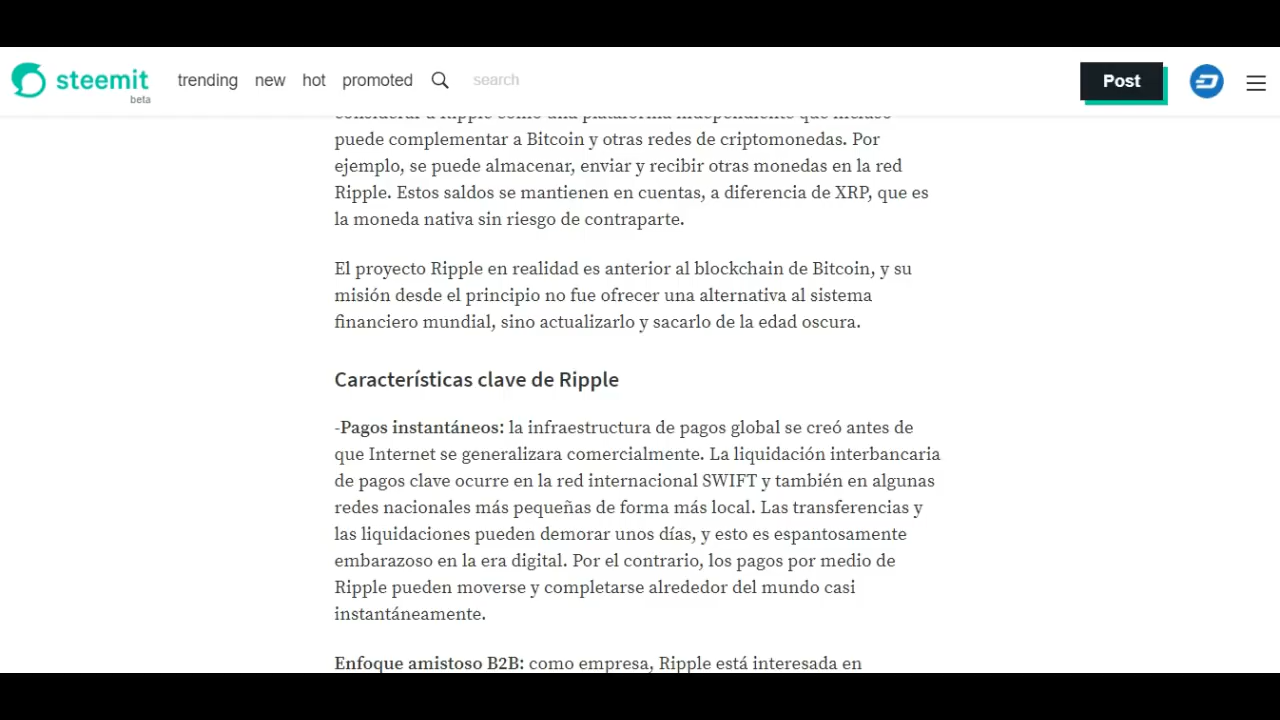 steemit
beta
trending new hot promoted search
Post
considerar a Ripple como una plataforma independiente que incluso
puede complementar a Bitcoin y otras redes de criptomonedas. Por
ejemplo, se puede almacenar, enviar y recibir otras monedas en la red
Ripple. Estos saldos se mantienen en cuentas, a diferencia de XRP, que es
la moneda nativa sin riesgo de contraparte.
El proyecto Ripple en realidad es anterior al blockchain de Bitcoin, y su
misión desde el principio no fue ofrecer una alternativa al sistema
financiero mundial, sino actualizarlo y sacarlo de la edad oscura.
Características clave de Ripple
-Pagos instantáneos: la infraestructura de pagos global se creó antes de
que Internet se generalizara comercialmente. La liquidación interbancaria
de pagos clave ocurre en la red internacional SWIFT y también en algunas
redes nacionales más pequeñas de forma más local. Las transferencias y
las liquidaciones pueden demorar unos días, y esto es espantosamente
embarazoso en la era digital. Por el contrario, los pagos por medio de
Ripple pueden moverse y completarse alrededor del mundo casi
instantáneamente.
Enfoque amistoso B2B: como empresa, Ripple está interesada en